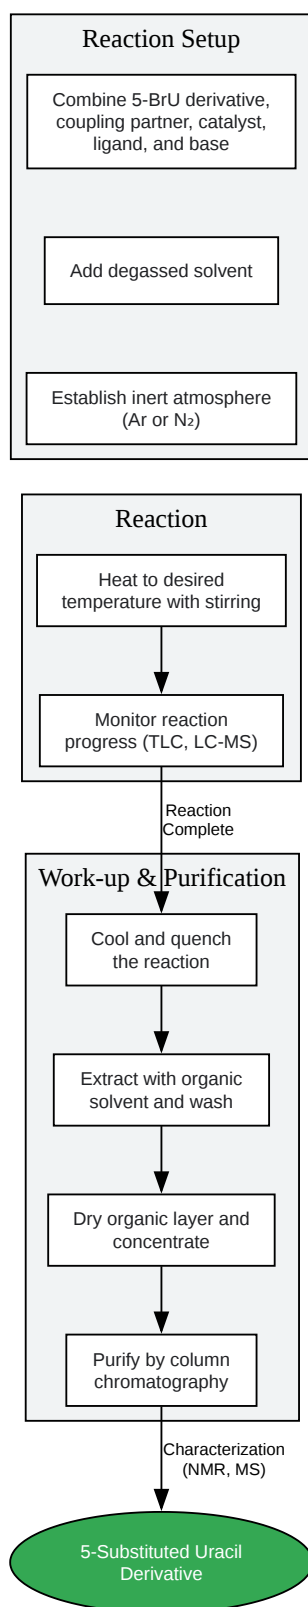 Reaction Setup
Combine 5-BrU derivative,
coupling partner, catalyst,
ligand, and base
Add degassed solvent
Establish inert atmosphere
(Ar or N₂)
Reaction
Heat to desired
temperature with stirring
Monitor reaction
progress (TLC, LC-MS)
Reaction
Complete
Work-up & Purification
Cool and quench
the reaction
Extract with organic
solvent and wash
Dry organic layer and
concentrate
Purify by column
chromatography
Characterization
(NMR, MS)
5-Substituted Uracil
Derivative